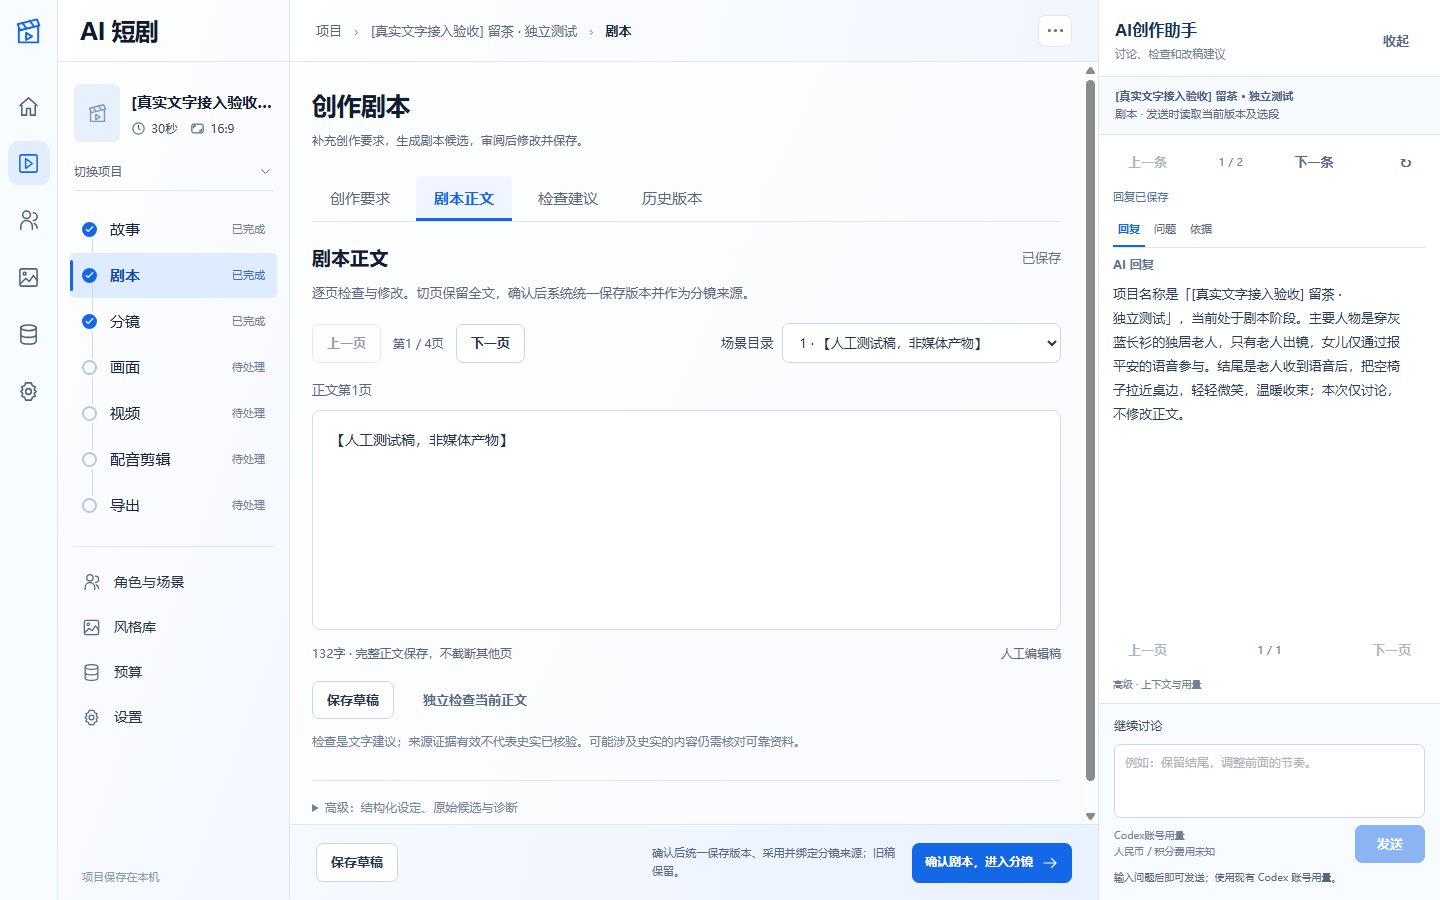 AI 短剧
[真实文字接入验收...
30秒 16:9
切换项目
故事 已完成
剧本 已完成
分镜 已完成
画面 待处理
视频 待处理
配音剪辑 待处理
导出 待处理
角色与场景
风格库
预算
设置
项目保存在本机
项目 › [真实文字接入验收] 留茶 · 独立测试 › 剧本
创作剧本
补充创作要求，生成剧本候选，审阅后修改并保存。
创作要求 剧本正文 检查建议 历史版本
剧本正文 已保存
逐页检查与修改。切页保留全文，确认后系统统一保存版本并作为分镜来源。
上一页 第1 / 4页 下一页 场景目录 1 · 【人工测试稿，非媒体产物】
正文第1页
【人工测试稿，非媒体产物】
132字 · 完整正文保存，不截断其他页 人工编辑稿
保存草稿 独立检查当前正文
检查是文字建议；来源证据有效不代表史实已核验。可能涉及史实的内容仍需核对可靠资料。
高级：结构化设定、原始候选与诊断
保存草稿
确认后统一保存版本、采用并绑定分镜来源；旧稿
保留。
确认剧本，进入分镜 →
AI创作助手 收起
讨论、检查和改稿建议
[真实文字接入验收] 留茶 • 独立测试
剧本 · 发送时读取当前版本及选段
上一条 1 / 2 下一条 ↻
回复已保存
回复 问题 依据
AI 回复
项目名称是「[真实文字接入验收] 留茶 ·
独立测试」，当前处于剧本阶段。主要人物是穿灰
蓝长衫的独居老人，只有老人出镜，女儿仅通过报
平安的语音参与。结尾是老人收到语音后，把空椅
子拉近桌边，轻轻微笑，温暖收束；本次仅讨论，
不修改正文。
上一页 1 / 1 下一页
高级 · 上下文与用量
继续讨论
例如：保留结尾，调整前面的节奏。
Codex账号用量
人民币 / 积分费用未知
发送
输入问题后即可发送；使用现有 Codex 账号用量。